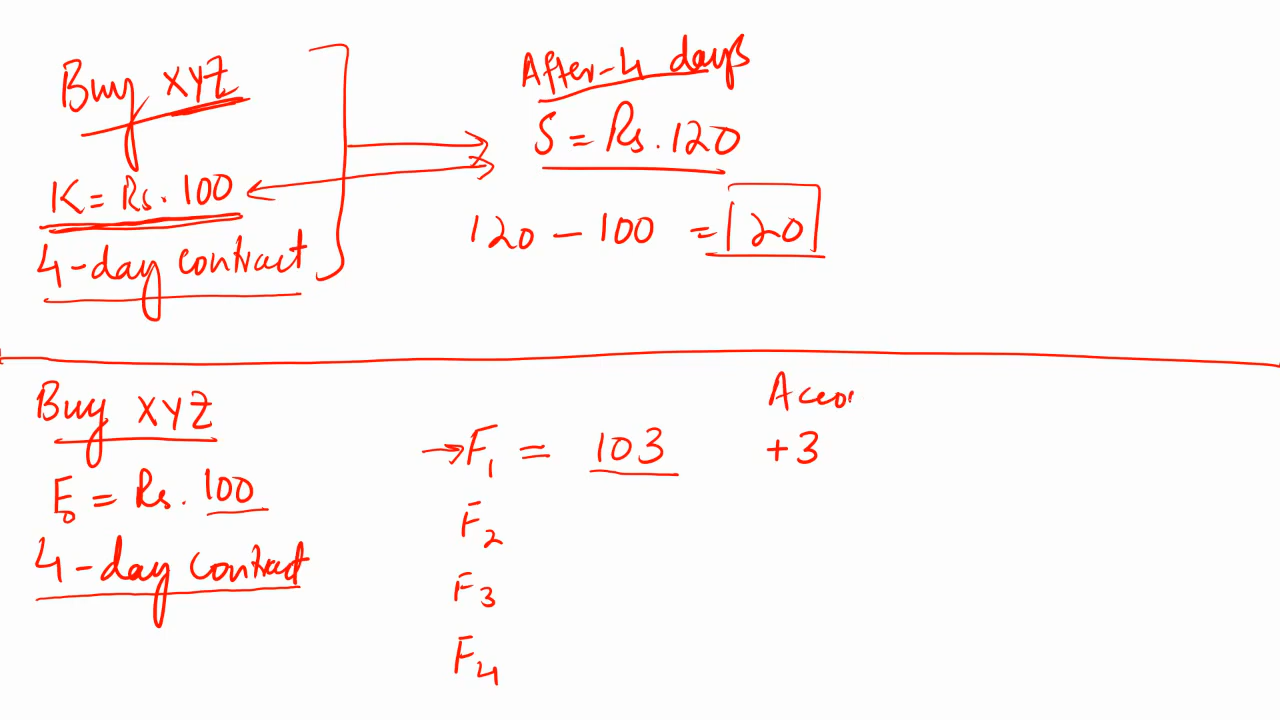 Buy XYZ
K = Rs. 100
4-day contract
After-4 days
S = Rs. 120
120 - 100 = 20
Buy XYZ
F0 = Rs. 100
4-day contract
Accou
→ F1 = 103 +3
F2
F3
F4